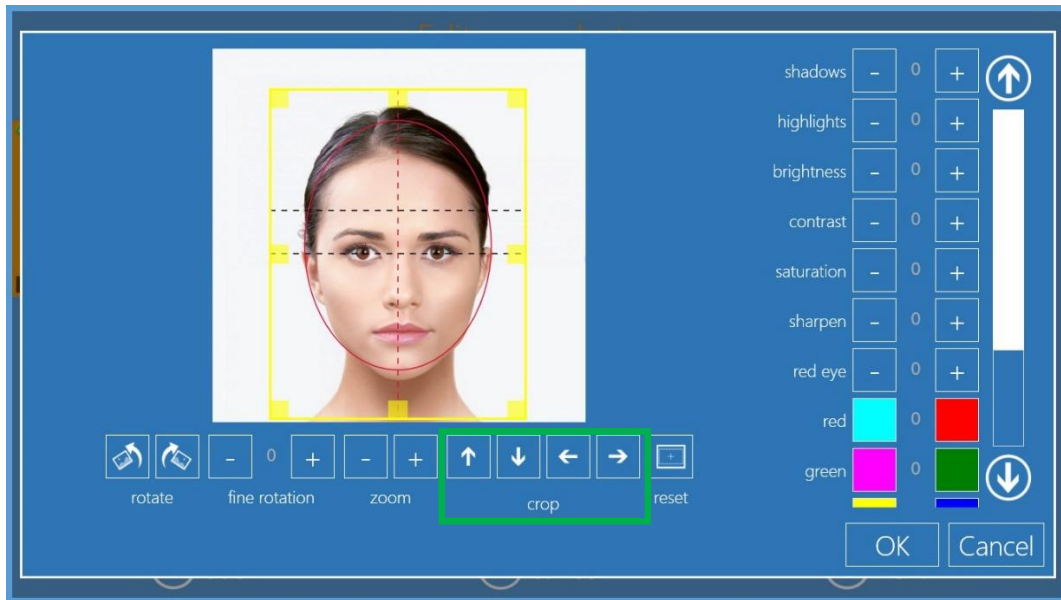 shadows - 0 +
highlights - 0 +
brightness - 0 +
contrast - 0 +
saturation - 0 +
sharpen - 0 +
red eye - 0 +
red 0
green 0
- 0 + - +
rotate fine rotation zoom crop reset
OK Cancel